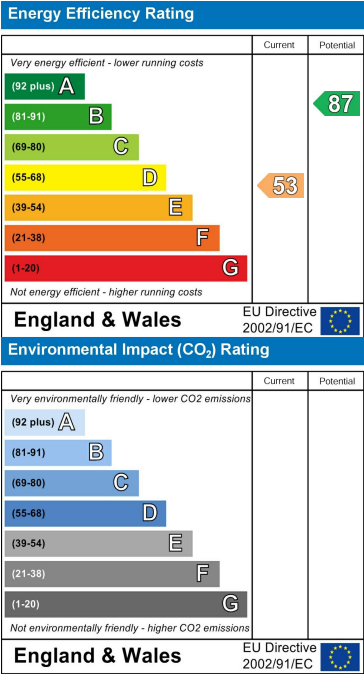 Energy Efficiency Rating
Current Potential
Very energy efficient - lower running costs
(92 plus) A
(81-91) B
87
(69-80) C
(55-68) D
53
(39-54) E
(21-38) F
(1-20) G
Not energy efficient - higher running costs
England & Wales
EU Directive
2002/91/EC
Environmental Impact (CO₂) Rating
Current Potential
Very environmentally friendly - lower CO2 emissions
(92 plus) A
(81-91) B
(69-80) C
(55-68) D
(39-54) E
(21-38) F
(1-20) G
Not environmentally friendly - higher CO2 emissions
England & Wales
EU Directive
2002/91/EC